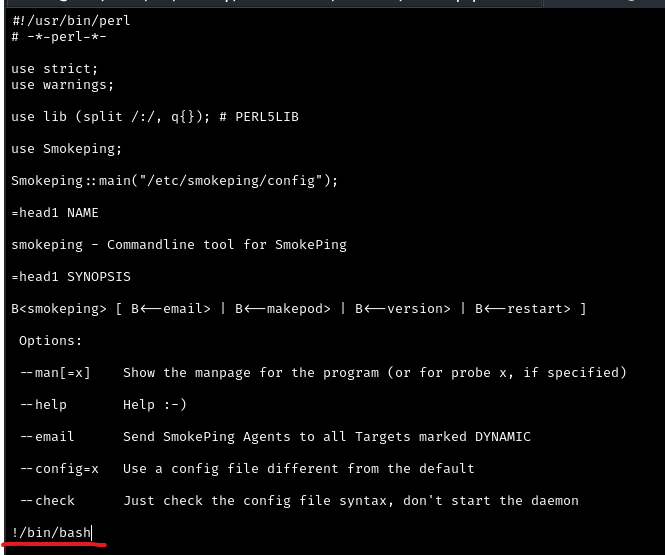 #!/usr/bin/perl
# -*-perl-*-
use strict;
use warnings;
use lib (split /:/, q{}); # PERL5LIB
use Smokeping;
Smokeping::main("/etc/smokeping/config");
=head1 NAME
smokeping - Commandline tool for SmokePing
=head1 SYNOPSIS
B<smokeping> [ B<--email> | B<--makepod> | B<--version> | B<--restart> ]
Options:
--man[=x] Show the manpage for the program (or for probe x, if specified)
--help Help :-)
--email Send SmokePing Agents to all Targets marked DYNAMIC
--config=x Use a config file different from the default
--check Just check the config file syntax, don't start the daemon
!/bin/bash